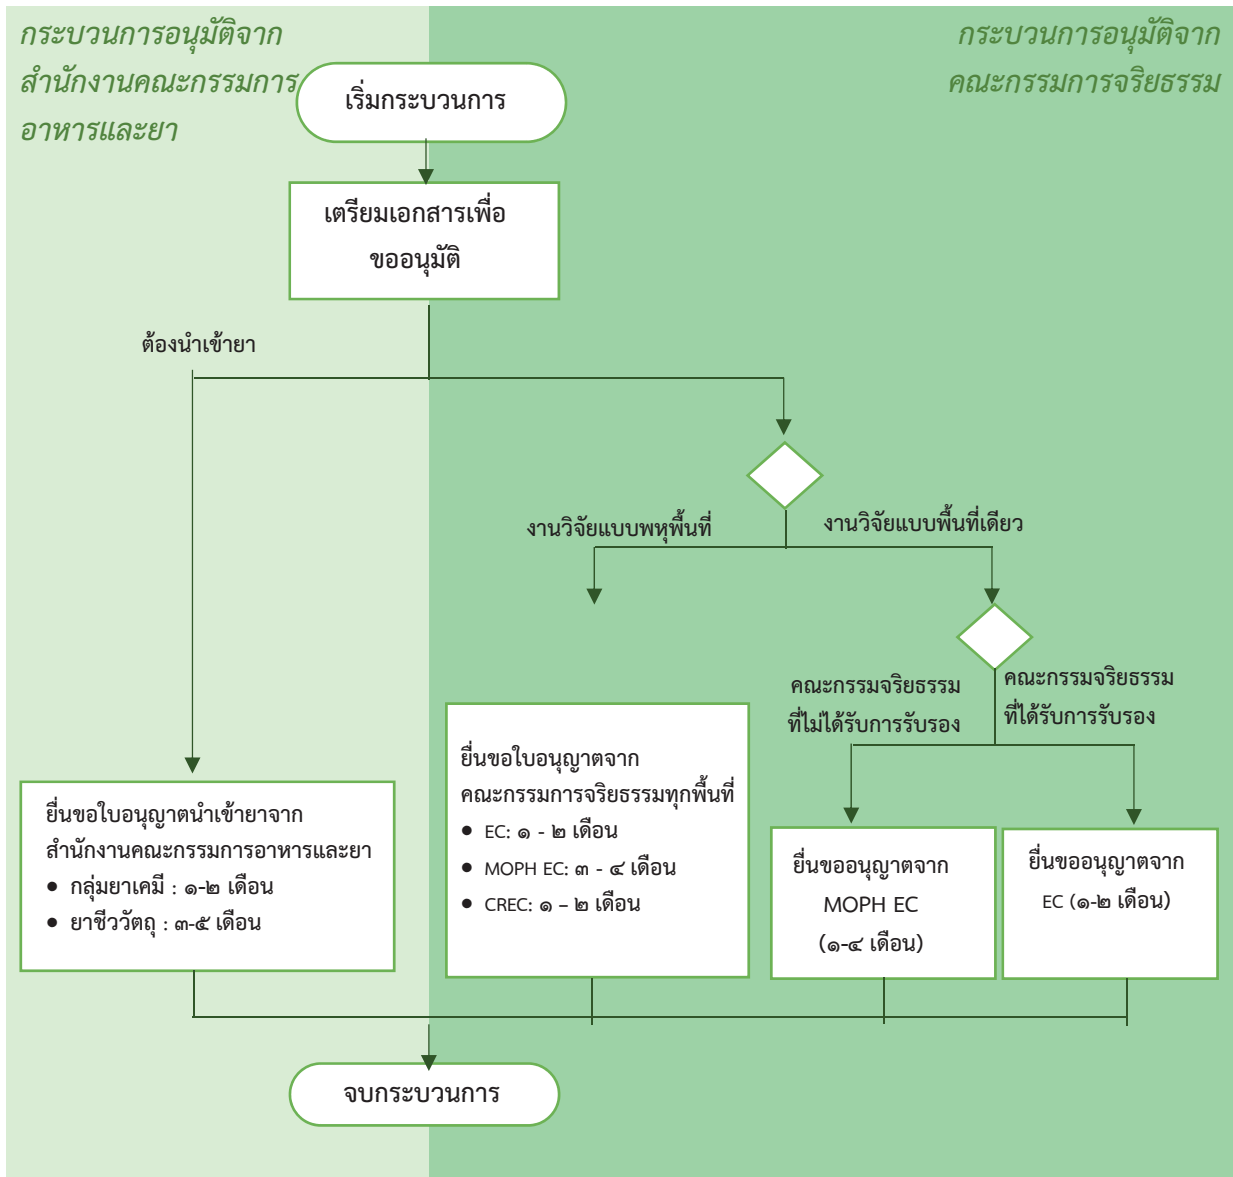 กระบวนการอนุมัติจาก
สำนักงานคณะกรรมการ
อาหารและยา
กระบวนการอนุมัติจาก
คณะกรรมการจริยธรรม
เริ่มกระบวนการ
เตรียมเอกสารเพื่อ
ขออนุมัติ
ต้องนำเข้ายา
งานวิจัยแบบพหุพื้นที่
งานวิจัยแบบพื้นที่เดียว
คณะกรรมจริยธรรม
ที่ไม่ได้รับการรับรอง
คณะกรรมจริยธรรม
ที่ได้รับการรับรอง
ยื่นขอใบอนุญาตนำเข้ายาจาก
สำนักงานคณะกรรมการอาหารและยา
• กลุ่มยาเคมี : ๑-๒ เดือน
• ยาชีววัตถุ : ๓-๕ เดือน
ยื่นขอใบอนุญาตจาก
คณะกรรมการจริยธรรมทุกพื้นที่
• EC: ๑ - ๒ เดือน
• MOPH EC: ๓ - ๔ เดือน
• CREC: ๑ – ๒ เดือน
ยื่นขออนุญาตจาก
MOPH EC
(๑-๔ เดือน)
ยื่นขออนุญาตจาก
EC (๑-๒ เดือน)
จบกระบวนการ